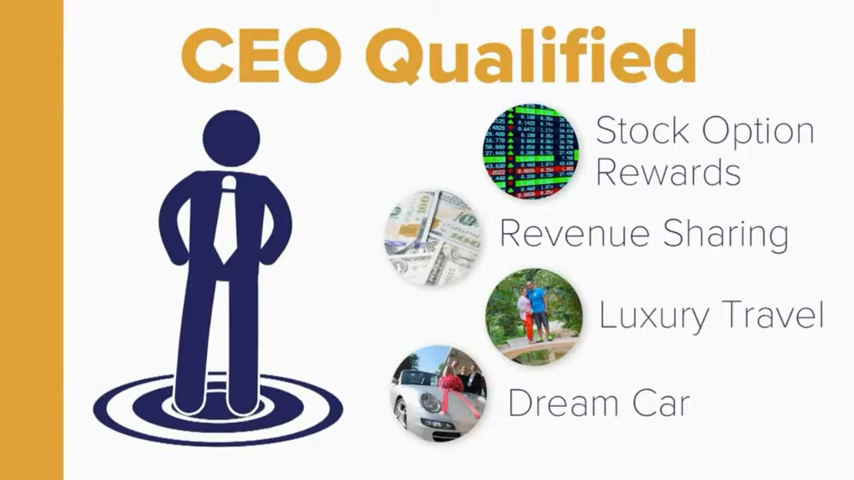 CEO Qualified
Stock Option
Rewards
Revenue Sharing
Luxury Travel
Dream Car